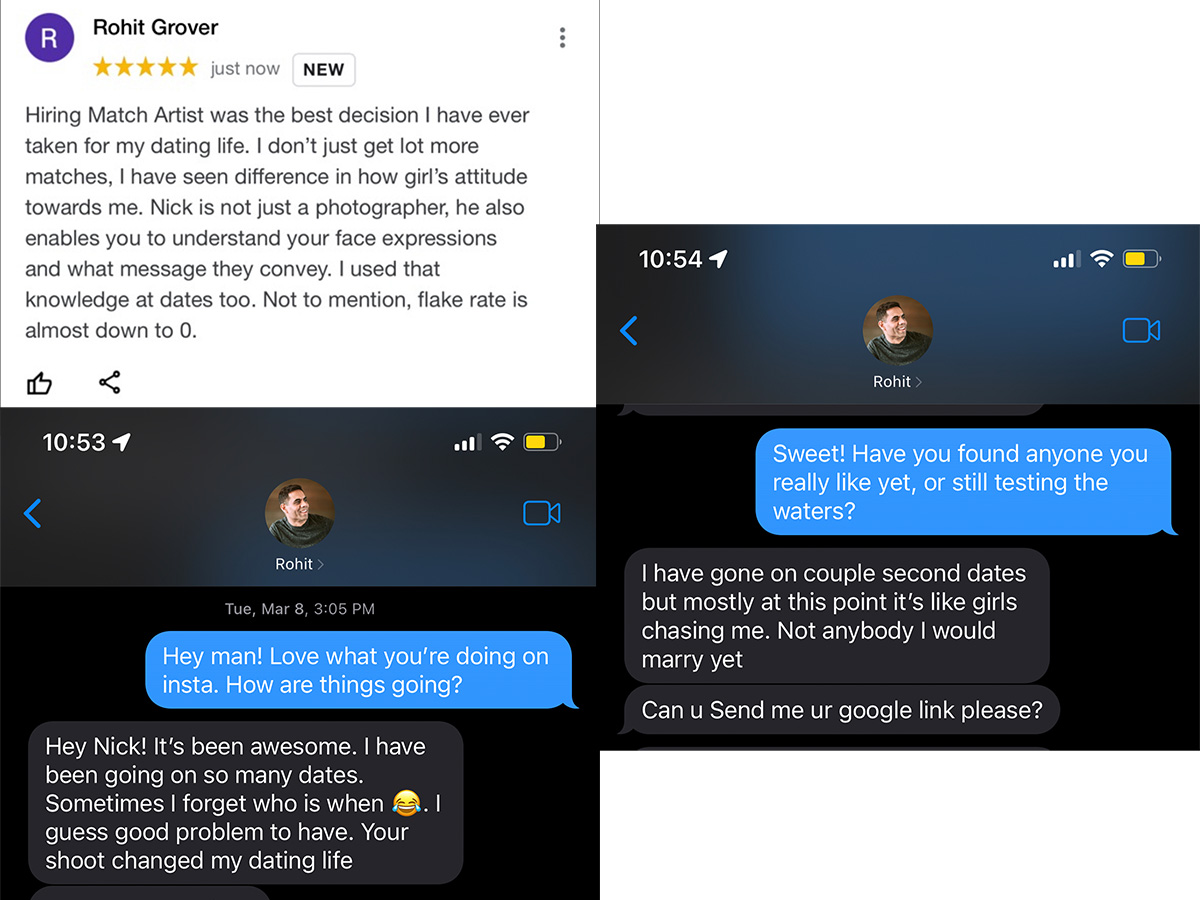 R
Rohit Grover
just now NEW
Hiring Match Artist was the best decision I have ever
taken for my dating life. I don’t just get lot more
matches, I have seen difference in how girl’s attitude
towards me. Nick is not just a photographer, he also
enables you to understand your face expressions
and what message they convey. I used that
knowledge at dates too. Not to mention, flake rate is
almost down to 0.
10:53
Rohit
Tue, Mar 8, 3:05 PM
Hey man! Love what you’re doing on
insta. How are things going?
Hey Nick! It’s been awesome. I have
been going on so many dates.
Sometimes I forget who is when 😂. I
guess good problem to have. Your
shoot changed my dating life
10:54
Rohit
Sweet! Have you found anyone you
really like yet, or still testing the
waters?
I have gone on couple second dates
but mostly at this point it’s like girls
chasing me. Not anybody I would
marry yet
Can u Send me ur google link please?